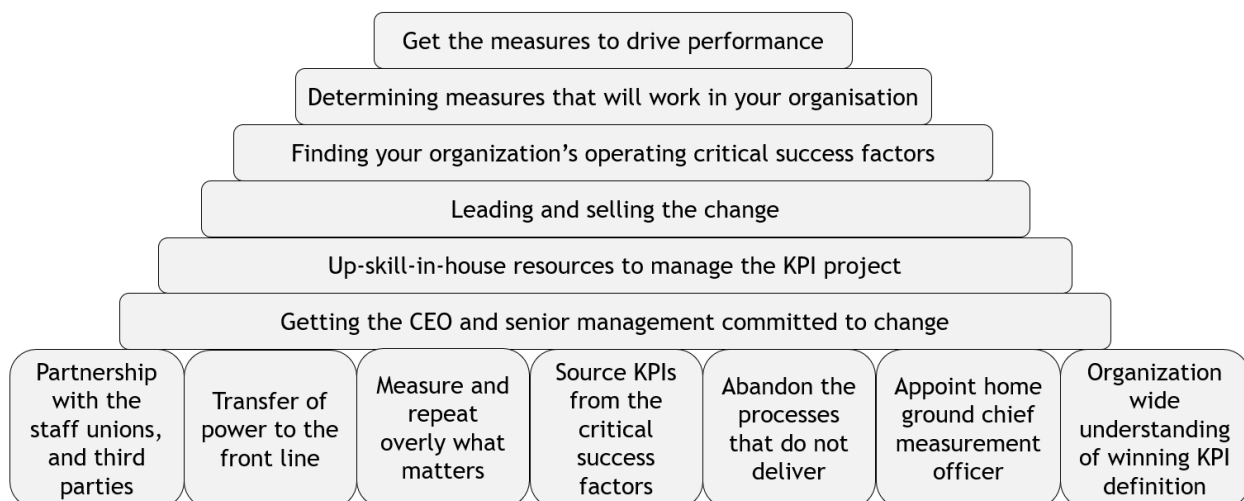 Get the measures to drive performance
Determining measures that will work in your organisation
Finding your organization's operating critical success factors
Leading and selling the change
Up-skill-in-house resources to manage the KPI project
Getting the CEO and senior management committed to change
Partnership
with the
staff unions,
and third
parties
Transfer of
power to the
front line
Measure and
repeat
overly what
matters
Source KPIs
from the
critical
success
factors
Abandon the
processes
that do not
deliver
Appoint home
ground chief
measurement
officer
Organization
wide
understanding
of winning KPI
definition